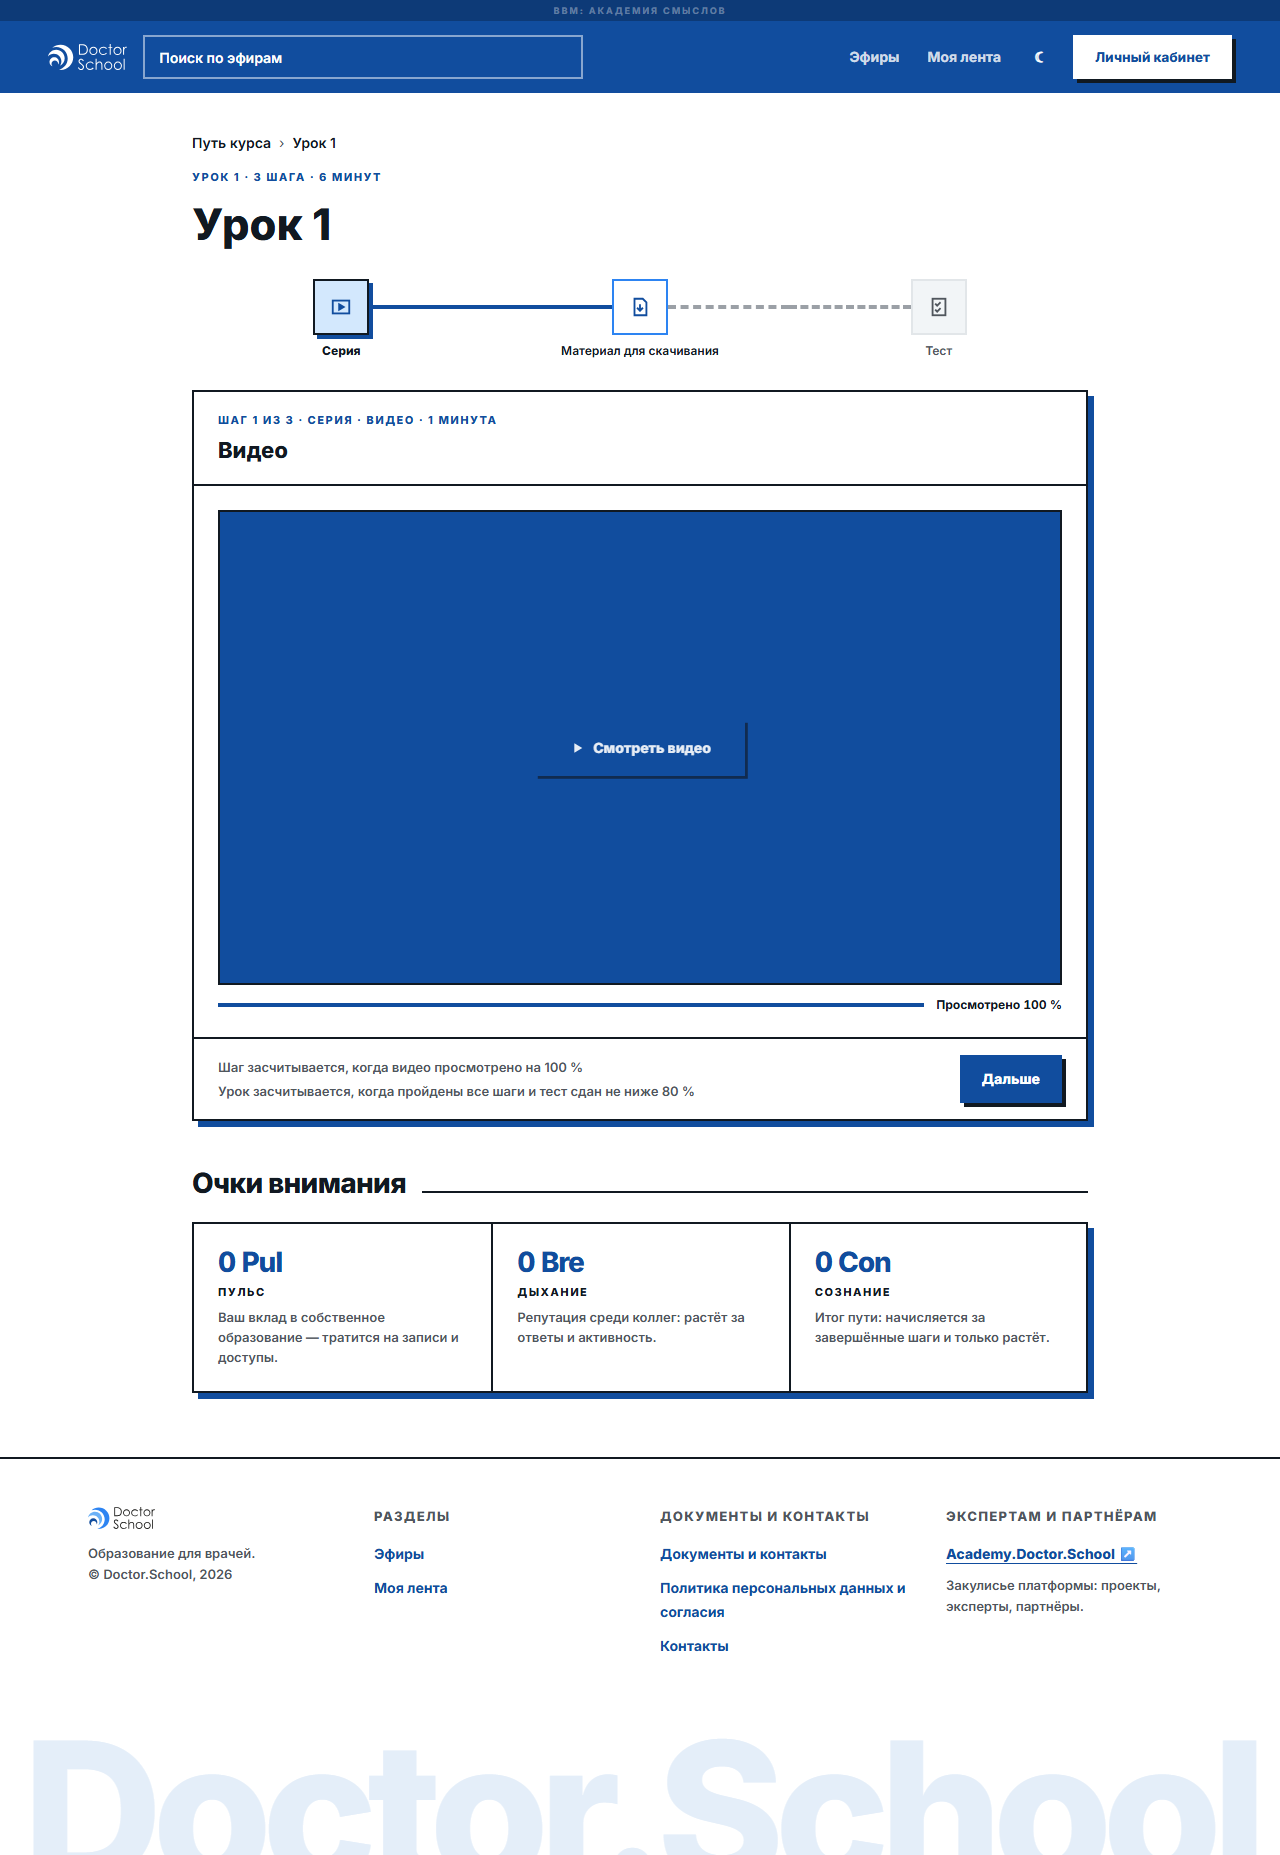 ВВМ: АКАДЕМИЯ СМЫСЛОВ
Doctor
School
Поиск по эфирам
Эфиры
Моя лента
Личный кабинет
Путь курса › Урок 1
УРОК 1 · 3 ШАГА · 6 МИНУТ
Урок 1
Серия
Материал для скачивания
Тест
ШАГ 1 ИЗ 3 · СЕРИЯ · ВИДЕО · 1 МИНУТА
Видео
Смотреть видео
Просмотрено 100 %
Шаг засчитывается, когда видео просмотрено на 100 %
Урок засчитывается, когда пройдены все шаги и тест сдан не ниже 80 %
Дальше
Очки внимания
0 Pul
ПУЛЬС
Ваш вклад в собственное
образование — тратится на записи и
доступы.
0 Bre
ДЫХАНИЕ
Репутация среди коллег: растёт за
ответы и активность.
0 Con
СОЗНАНИЕ
Итог пути: начисляется за
завершённые шаги и только растёт.
Doctor
School
Образование для врачей.
© Doctor.School, 2026
РАЗДЕЛЫ
Эфиры
Моя лента
ДОКУМЕНТЫ И КОНТАКТЫ
Документы и контакты
Политика персональных данных и
согласия
Контакты
ЭКСПЕРТАМ И ПАРТНЁРАМ
Academy.Doctor.School ↗
Закулисье платформы: проекты,
эксперты, партнёры.
Doctor.School